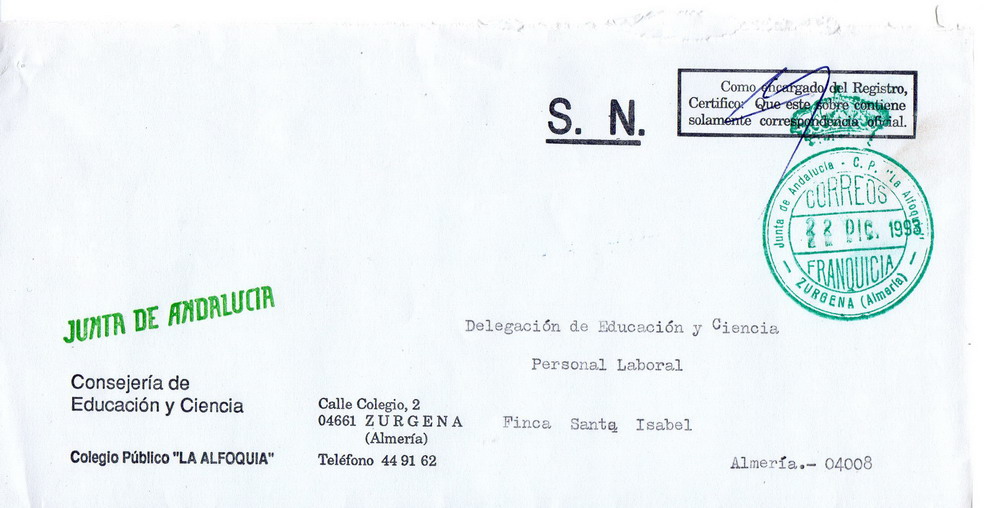 S. N.
Como encargado del Registro,
Certifico: Que este sobre contiene
solamente correspondencia oficial.
Junta de Andalucia - C. P. "La Alfoquia"
CORREOS
22 DIC. 1993
FRANQUICIA
ZURGENA (Almería)
JUNTA DE ANDALUCIA
Consejería de
Educación y Ciencia
Colegio Público "LA ALFOQUIA"
Calle Colegio, 2
04661 ZURGENA
(Almería)
Teléfono 44 91 62
Delegación de Educación y Ciencia
Personal Laboral
Finca Santa Isabel
Almería.- 04008